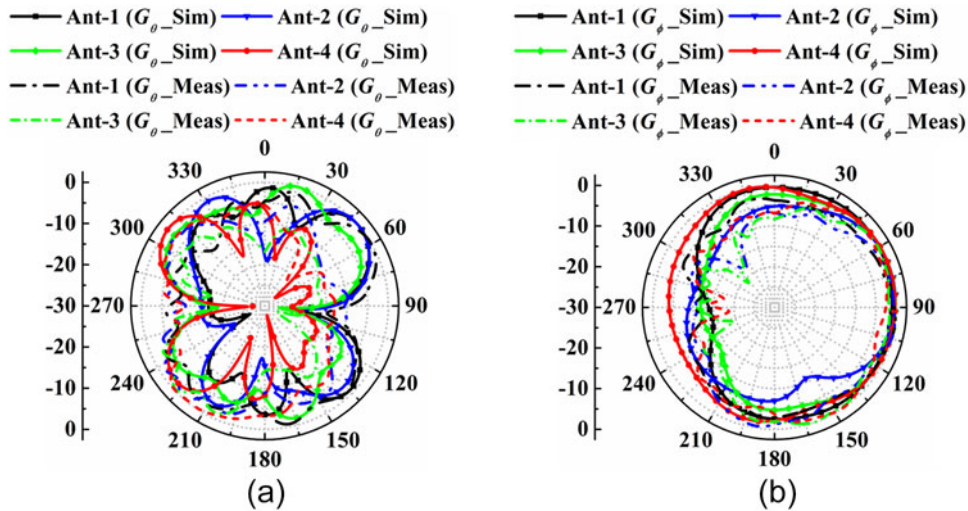 Ant-1 (Gθ_Sim) Ant-2 (Gθ_Sim)
Ant-3 (Gθ_Sim) Ant-4 (Gθ_Sim)
Ant-1 (Gθ_Meas) Ant-2 (Gθ_Meas)
Ant-3 (Gθ_Meas) Ant-4 (Gθ_Meas)
0
330 30
0
-10 300 60
-20
-30 270 90
-20
-10 240 120
0
210 150
180
(a)
Ant-1 (Gϕ_Sim) Ant-2 (Gϕ_Sim)
Ant-3 (Gϕ_Sim) Ant-4 (Gϕ_Sim)
Ant-1 (Gϕ_Meas) Ant-2 (Gϕ_Meas)
Ant-3 (Gϕ_Meas) Ant-4 (Gϕ_Meas)
0
330 30
0
-10 300 60
-20
-30 270 90
-20
-10 240 120
0
210 150
180
(b)